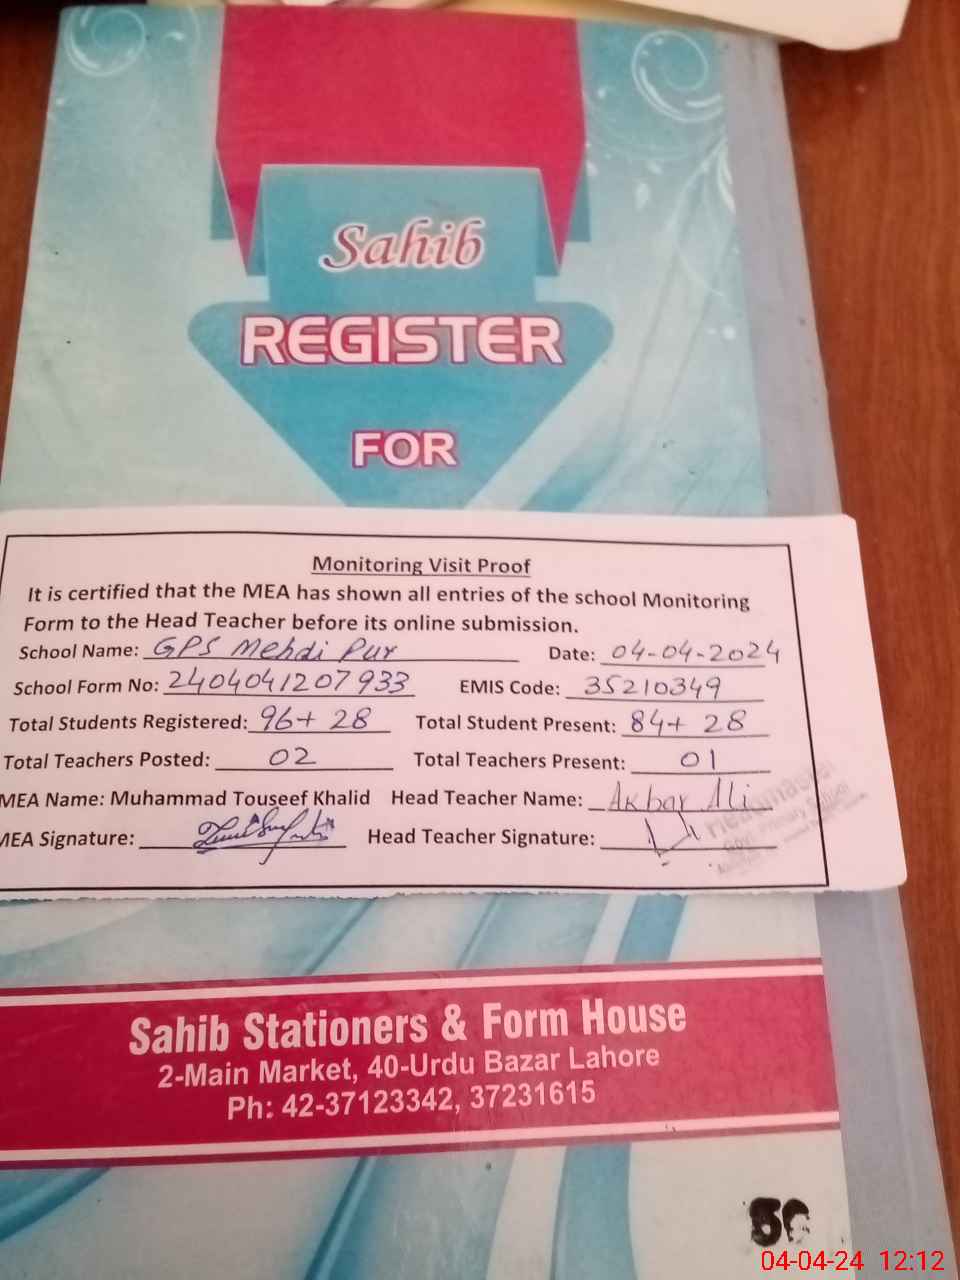 Sahib
REGISTER
FOR
Monitoring Visit Proof
It is certified that the MEA has shown all entries of the school Monitoring
Form to the Head Teacher before its online submission.
School Name: GPS Mehdi Pur Date: 04-04-2024
School Form No: 2404041207933 EMIS Code: 35210349
Total Students Registered: 96+ 28 Total Student Present: 84+ 28
Total Teachers Posted: 02 Total Teachers Present: 01
MEA Name: Muhammad Touseef Khalid Head Teacher Name: Akbar Ali
MEA Signature: Head Teacher Signature:
Headmaster
Govt. Primary School
Sahib Stationers & Form House
2-Main Market, 40-Urdu Bazar Lahore
Ph: 42-37123342, 37231615
04-04-24 12:12